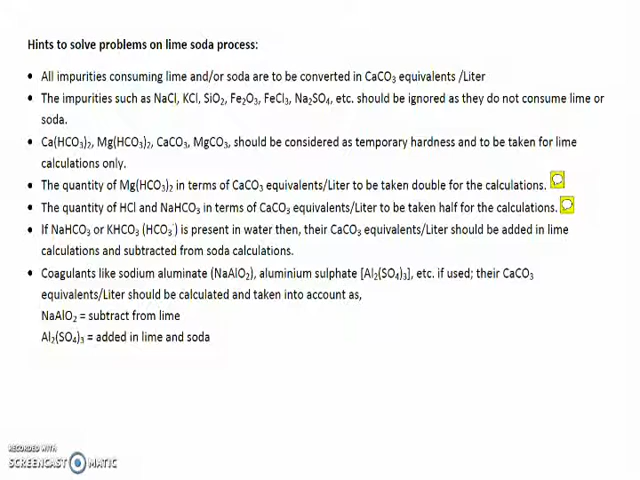 Hints to solve problems on lime soda process:
• All impurities consuming lime and/or soda are to be converted in CaCO₃ equivalents /Liter
• The impurities such as NaCl, KCl, SiO₂, Fe₂O₃, FeCl₃, Na₂SO₄, etc. should be ignored as they do not consume lime or
soda.
• Ca(HCO₃)₂, Mg(HCO₃)₂, CaCO₃, MgCO₃, should be considered as temporary hardness and to be taken for lime
calculations only.
• The quantity of Mg(HCO₃)₂ in terms of CaCO₃ equivalents/Liter to be taken double for the calculations.
• The quantity of HCl and NaHCO₃ in terms of CaCO₃ equivalents/Liter to be taken half for the calculations.
• If NaHCO₃ or KHCO₃ (HCO₃⁻) is present in water then, their CaCO₃ equivalents/Liter should be added in lime
calculations and subtracted from soda calculations.
• Coagulants like sodium aluminate (NaAlO₂), aluminium sulphate [Al₂(SO₄)₃], etc. if used; their CaCO₃
equivalents/Liter should be calculated and taken into account as,
NaAlO₂ = subtract from lime
Al₂(SO₄)₃ = added in lime and soda
RECORDED WITH
SCREENCAST MATIC